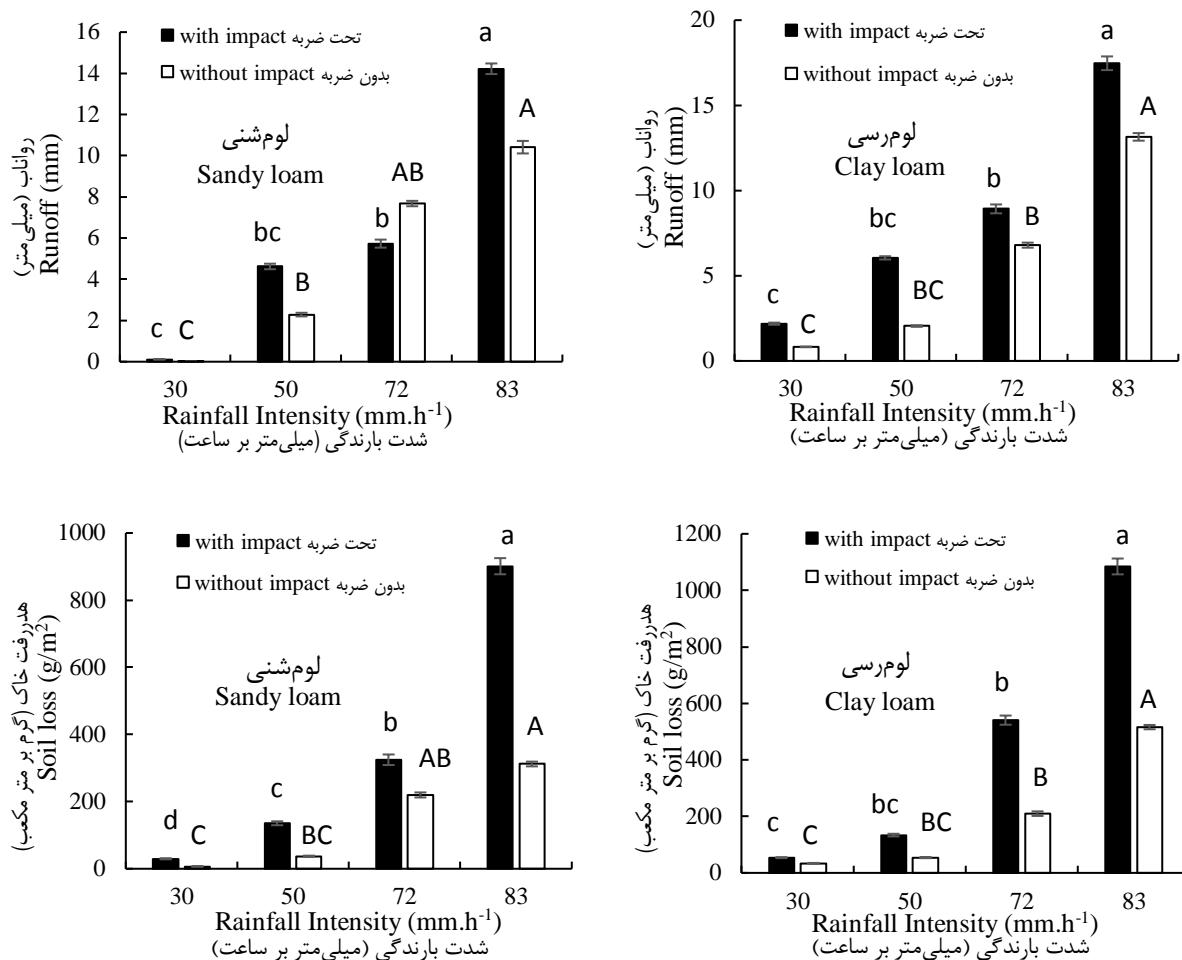 رواناب (میلی‌متر)
Runoff (mm)
16
14
12
10
8
6
4
2
0
with impact تحت ضربه
without impact بدون ضربه
لوم‌شنی
Sandy loam
c C
bc B
b AB
a A
30 50 72 83
Rainfall Intensity (mm.h-1)
شدت بارندگی (میلی‌متر بر ساعت)
رواناب (میلی‌متر)
Runoff (mm)
20
15
10
5
0
with impact تحت ضربه
without impact بدون ضربه
لوم‌رسی
Clay loam
c C
bc BC
b B
a A
30 50 72 83
Rainfall Intensity (mm.h-1)
شدت بارندگی (میلی‌متر بر ساعت)
هدررفت خاک (گرم بر متر مکعب)
Soil loss (g/m2)
1000
800
600
400
200
0
with impact تحت ضربه
without impact بدون ضربه
لوم‌شنی
Sandy loam
d C
c BC
b AB
a A
30 50 72 83
Rainfall Intensity (mm.h-1)
شدت بارندگی (میلی‌متر بر ساعت)
هدررفت خاک (گرم بر متر مکعب)
Soil loss (g/m2)
1200
1000
800
600
400
200
0
with impact تحت ضربه
without impact بدون ضربه
لوم‌رسی
Clay loam
c C
bc BC
b B
a A
30 50 72 83
Rainfall Intensity (mm.h-1)
شدت بارندگی (میلی‌متر بر ساعت)